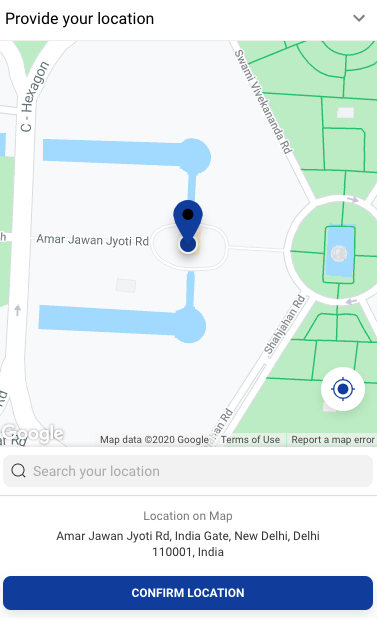 Provide your location
C - Hexagon
Swami Vivekananda Rd
Amar Jawan Jyoti Rd
h
Shahjahan Rd
Rd
Rd
Google
Map data ©2020 Google
Terms of Use
Report a map error
Search your location
Location on Map
Amar Jawan Jyoti Rd, India Gate, New Delhi, Delhi
110001, India
CONFIRM LOCATION